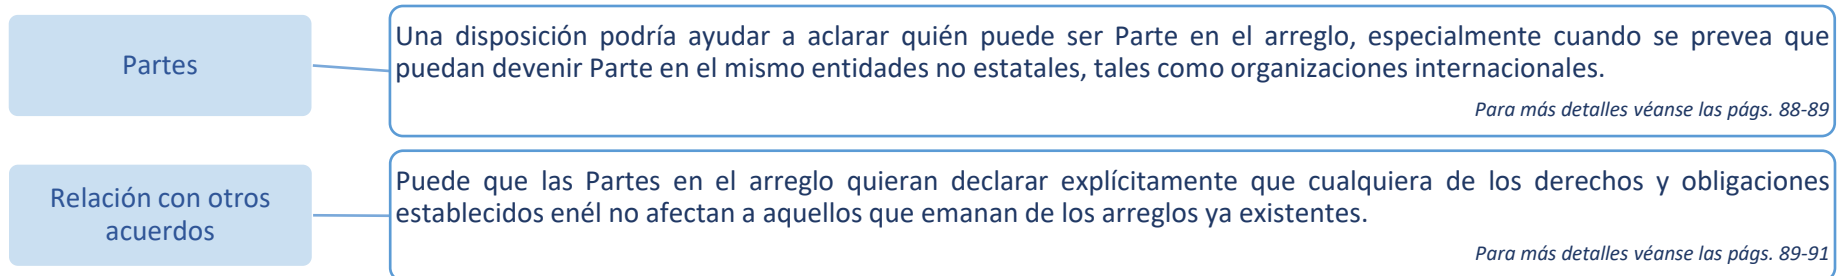 Partes
Una disposición podría ayudar a aclarar quién puede ser Parte en el arreglo, especialmente cuando se prevea que
puedan devenir Parte en el mismo entidades no estatales, tales como organizaciones internacionales.
Para más detalles véanse las págs. 88-89
Relación con otros
acuerdos
Puede que las Partes en el arreglo quieran declarar explícitamente que cualquiera de los derechos y obligaciones
establecidos enél no afectan a aquellos que emanan de los arreglos ya existentes.
Para más detalles véanse las págs. 89-91